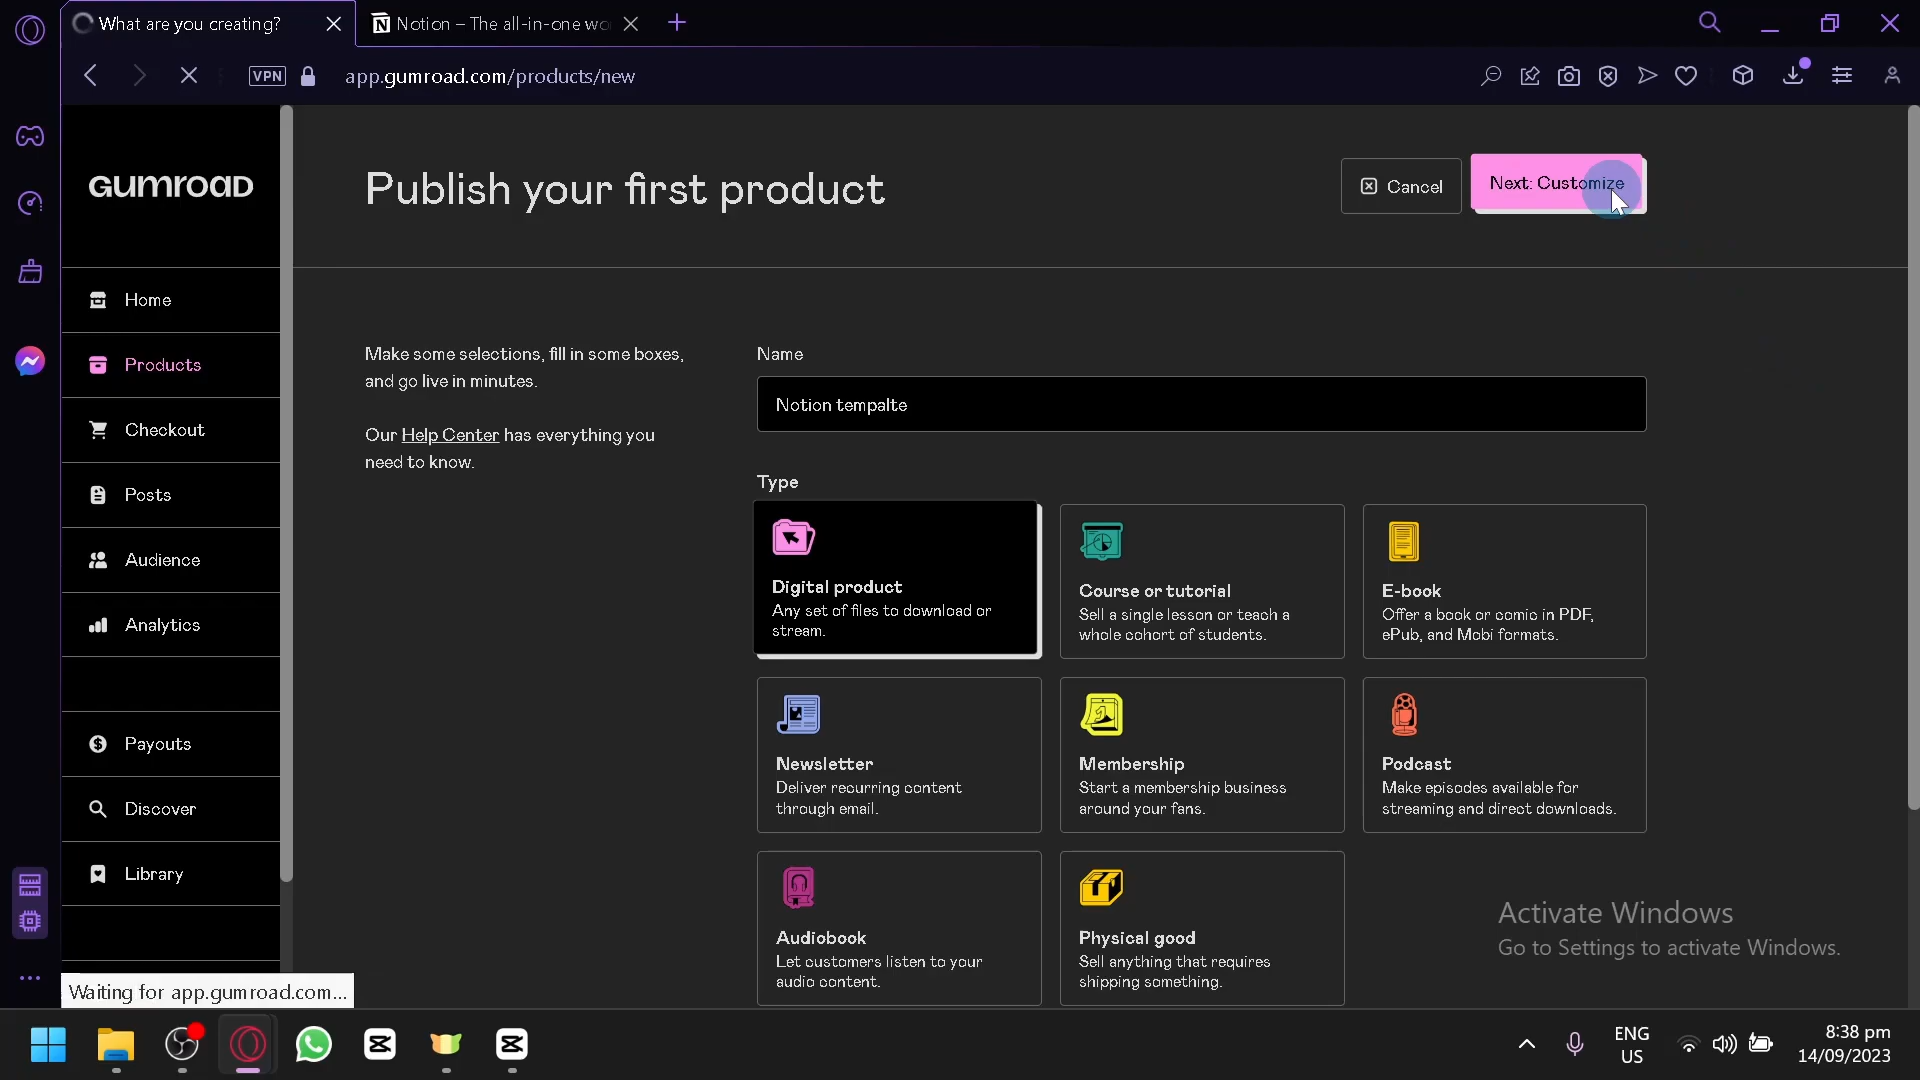 What are you creating?
Notion – The all-in-one wo
VPN
app.gumroad.com/products/new
GUMROAD
Publish your first product
Cancel
Next: Customize
Home
Products
Checkout
Posts
Audience
Analytics
Payouts
Discover
Library
Make some selections, fill in some boxes,
and go live in minutes.
Our Help Center has everything you
need to know.
Name
Notion tempalte
Type
Digital product
Any set of files to download or
stream.
Course or tutorial
Sell a single lesson or teach a
whole cohort of students.
E-book
Offer a book or comic in PDF,
ePub, and Mobi formats.
Newsletter
Deliver recurring content
through email.
Membership
Start a membership business
around your fans.
Podcast
Make episodes available for
streaming and direct downloads.
Audiobook
Let customers listen to your
audio content.
Physical good
Sell anything that requires
shipping something.
Activate Windows
Go to Settings to activate Windows.
Waiting for app.gumroad.com...
ENG
US
8:38 pm
14/09/2023